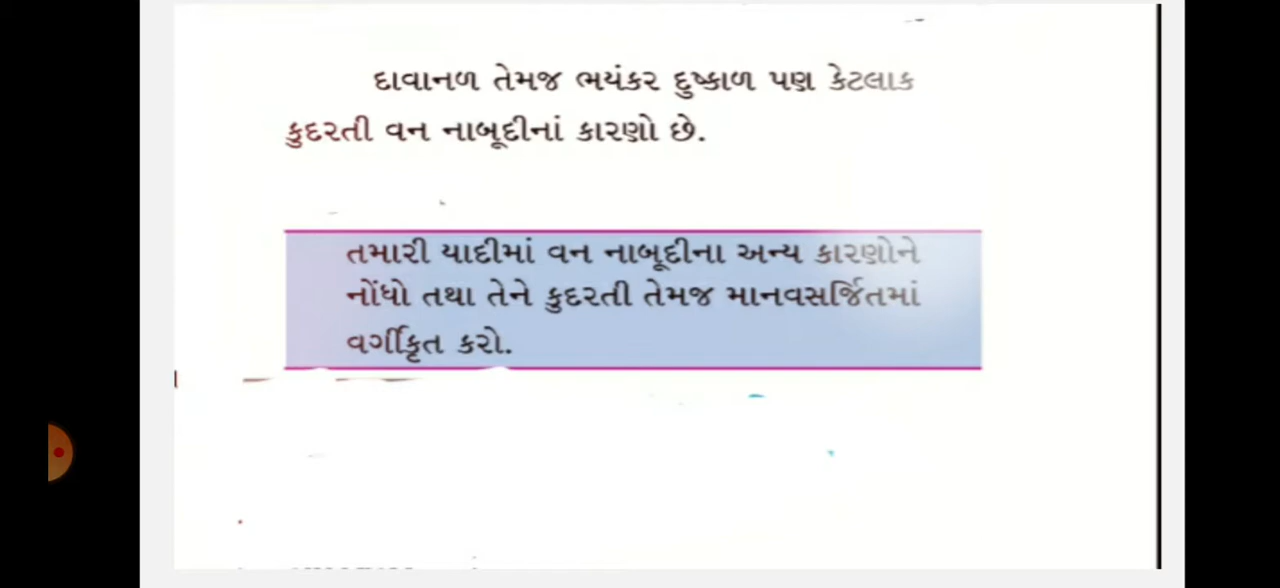 દાવાનળ તેમજ ભયંકર દુષ્કાળ પણ કેટલાક
કુદરતી વન નાબૂદીનાં કારણો છે.
તમારી યાદીમાં વન નાબૂદીના અન્ય કારણોને
નોંધો તથા તેને કુદરતી તેમજ માનવસર્જિતમાં
વર્ગીકૃત કરો.